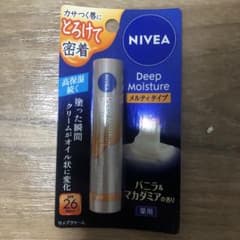 カサつく唇に
とろけて
密着
高保湿
続く
塗った瞬間
クリームがオイル状に変化
26
NIVEA
Deep
Moisture
メルティタイプ
バニラ&
マカダミアの香り
薬用